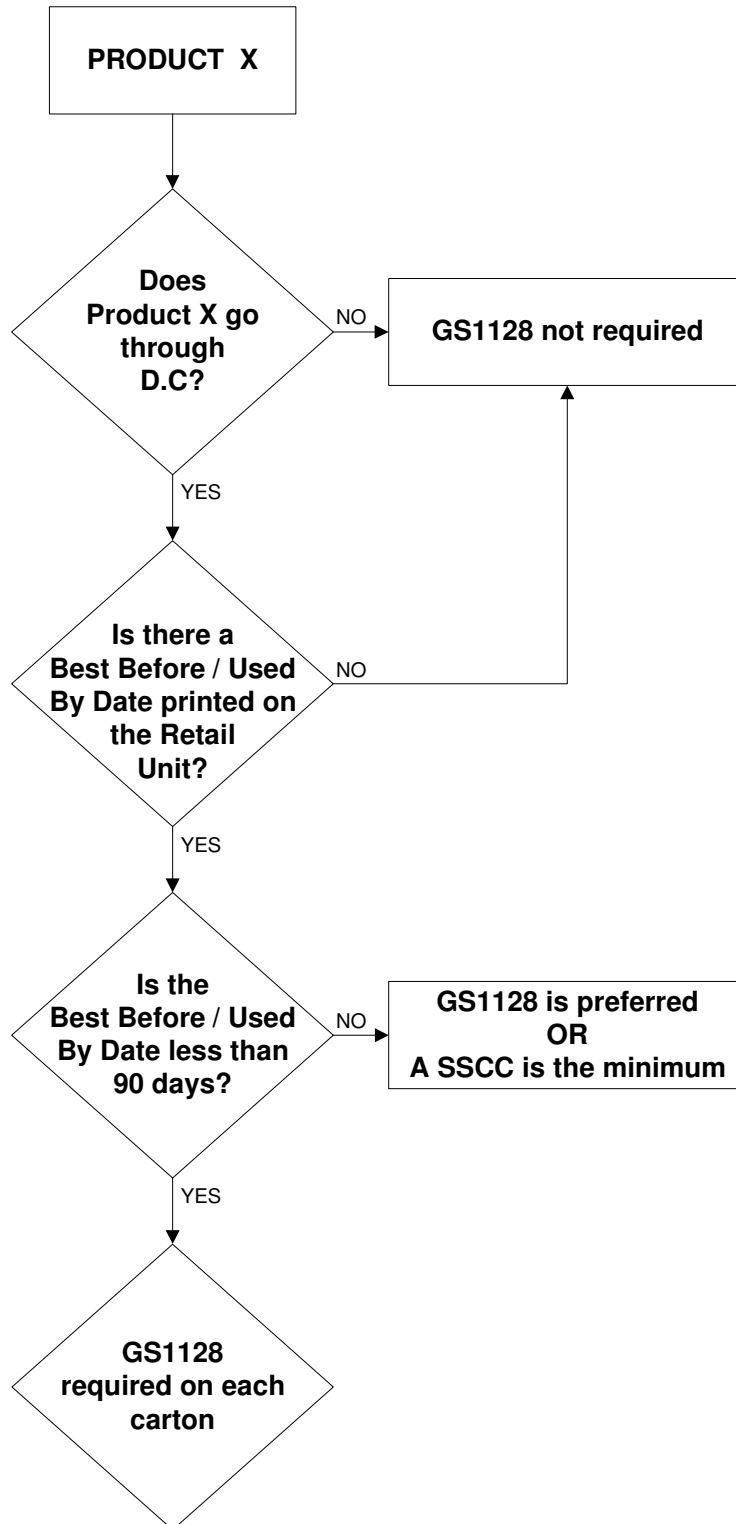 PRODUCT X
Does
Product X go
through
D.C?
NO
GS1128 not required
YES
Is there a
Best Before / Used
By Date printed on
the Retail
Unit?
NO
YES
Is the
Best Before / Used
By Date less than
90 days?
NO
GS1128 is preferred
OR
A SSCC is the minimum
YES
GS1128
required on each
carton